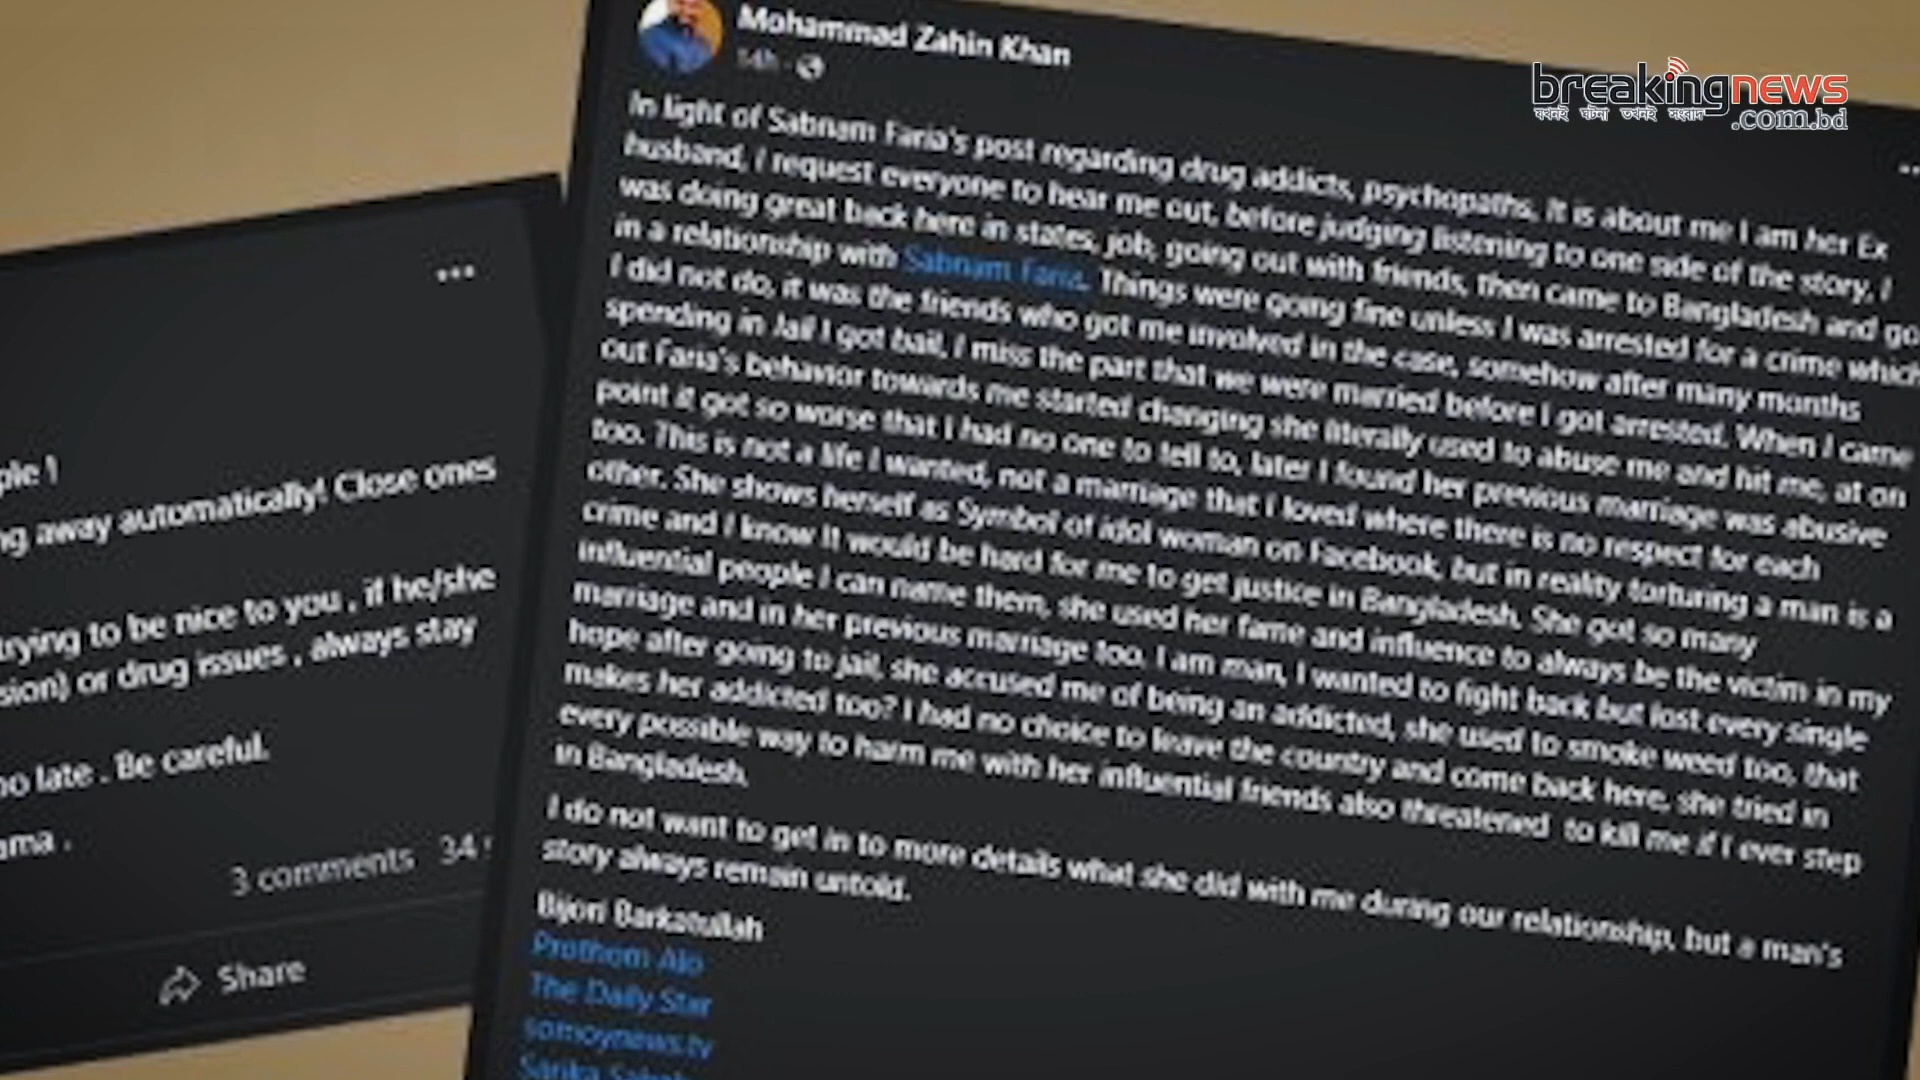 breakingnews
যখনই ঘটনা তখনই সংবাদ
.com.bd
Mohammad Zahin Khan
14h
In light of Sabnam Faria's post regarding drug addicts, psychopaths. It is about me I am her Ex
husband, I request everyone to hear me out, before judging listening to one side of the story. I
was doing great back here in states, job, going out with friends, then came to Bangladesh and go
in a relationship with Sabnam Faria. Things were going fine unless I was arrested for a crime which
I did not do, it was the friends who got me involved in the case, somehow after many months
spending in Jail I got bail, I miss the part that we were married before I got arrested. When I came
out Faria's behavior towards me started changing she literally used to abuse me and hit me, at on
point it got so worse that I had no one to tell to, later I found her previous marriage was abusive
too. This is not a life I wanted, not a marriage that I loved where there is no respect for each
other. She shows herself as Symbol of idol woman on Facebook, but in reality torturing a man is a
crime and I know it would be hard for me to get justice in Bangladesh. She got so many
influential people I can name them, she used her fame and influence to always be the victim in my
marriage and in her previous marriage too. I am man, I wanted to fight back but lost every single
hope after going to jail, she accused me of being an addicted, she used to smoke weed too, that
makes her addicted too? I had no choice to leave the country and come back here. she tried in
every possible way to harm me with her influential friends also threatened to kill me if I ever step
in Bangladesh.
I do not want to get in to more details what she did with me during our relationship, but a man's
story always remain untold.
Bijori Barkatullah
Prothom Alo
The Daily Star
somoynews.tv
ple !
ng away automatically! Close ones
trying to be nice to you , if he/she
sion) or drug issues , always stay
oo late . Be careful.
ama .
3 comments 34
Share